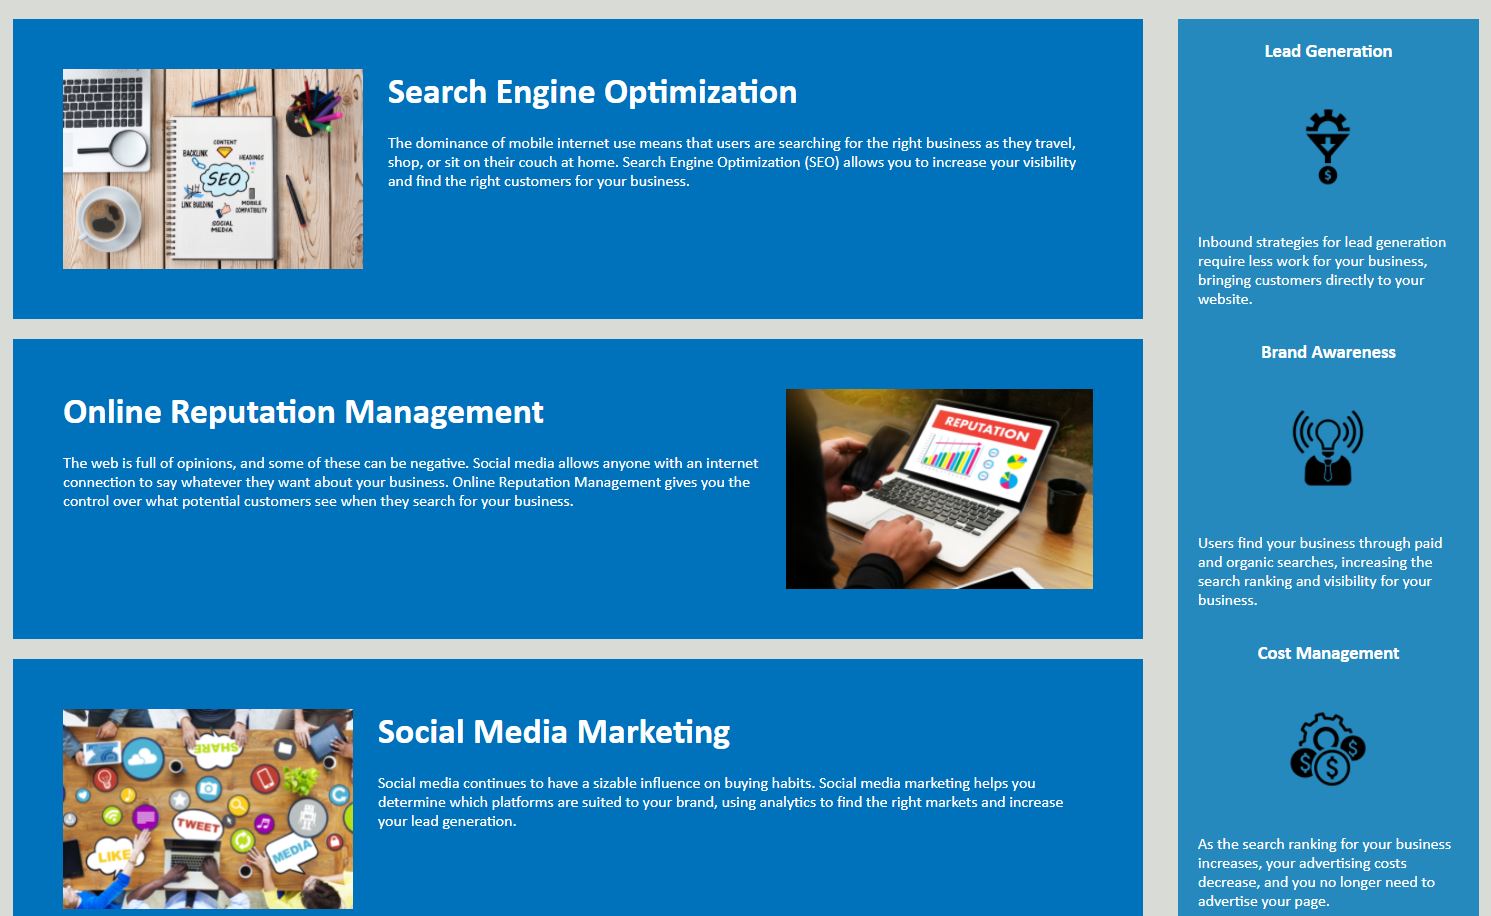 Search Engine Optimization
The dominance of mobile internet use means that users are searching for the right business as they travel,
shop, or sit on their couch at home. Search Engine Optimization (SEO) allows you to increase your visibility
and find the right customers for your business.
CONTENT
BACKLINK
HEADINGS
SEO
LINK BUILDING
MOBILE
COMPATIBILITY
SOCIAL
MEDIA
Online Reputation Management
The web is full of opinions, and some of these can be negative. Social media allows anyone with an internet
connection to say whatever they want about your business. Online Reputation Management gives you the
control over what potential customers see when they search for your business.
REPUTATION
Social Media Marketing
Social media continues to have a sizable influence on buying habits. Social media marketing helps you
determine which platforms are suited to your brand, using analytics to find the right markets and increase
your lead generation.
SHARE
TWEET
LIKE
MEDIA
Lead Generation
$
Inbound strategies for lead generation
require less work for your business,
bringing customers directly to your
website.
Brand Awareness
Users find your business through paid
and organic searches, increasing the
search ranking and visibility for your
business.
Cost Management
$
$ $
As the search ranking for your business
increases, your advertising costs
decrease, and you no longer need to
advertise your page.